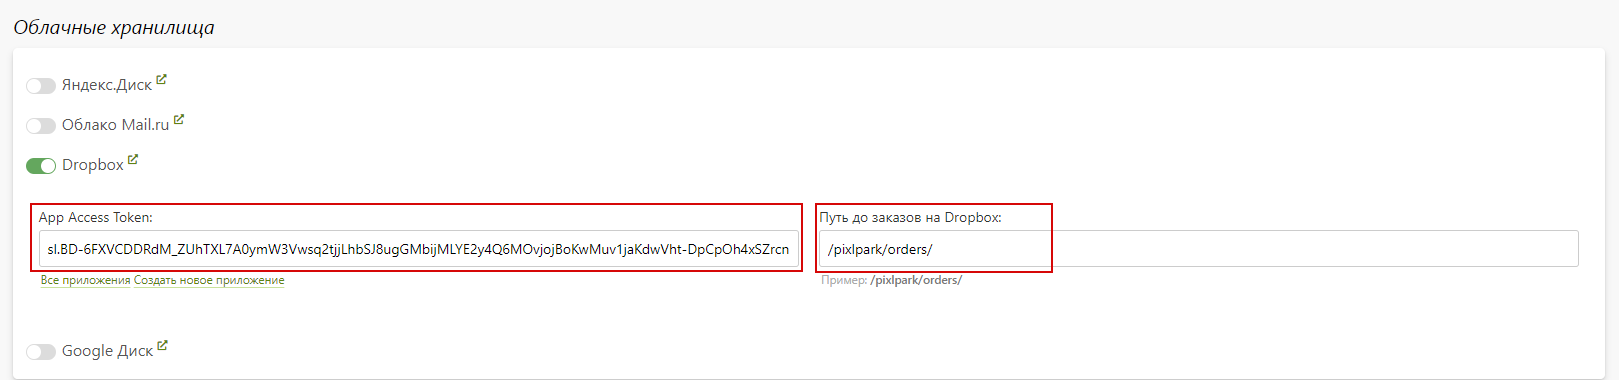 Облачные хранилища
Яндекс.Диск
Облако Mail.ru
Dropbox
App Access Token:
Путь до заказов на Dropbox:
sl.BD-6FXVCDDRdM_ZUhTXL7A0ymW3Vwsq2tjjLhbSJ8ugGMbijMLYE2y4Q6MOvjojBoKwMuv1jaKdwVht-DpCpOh4xSZrcn
/pixlpark/orders/
Все приложения Создать новое приложение
Пример: /pixlpark/orders/
Google Диск